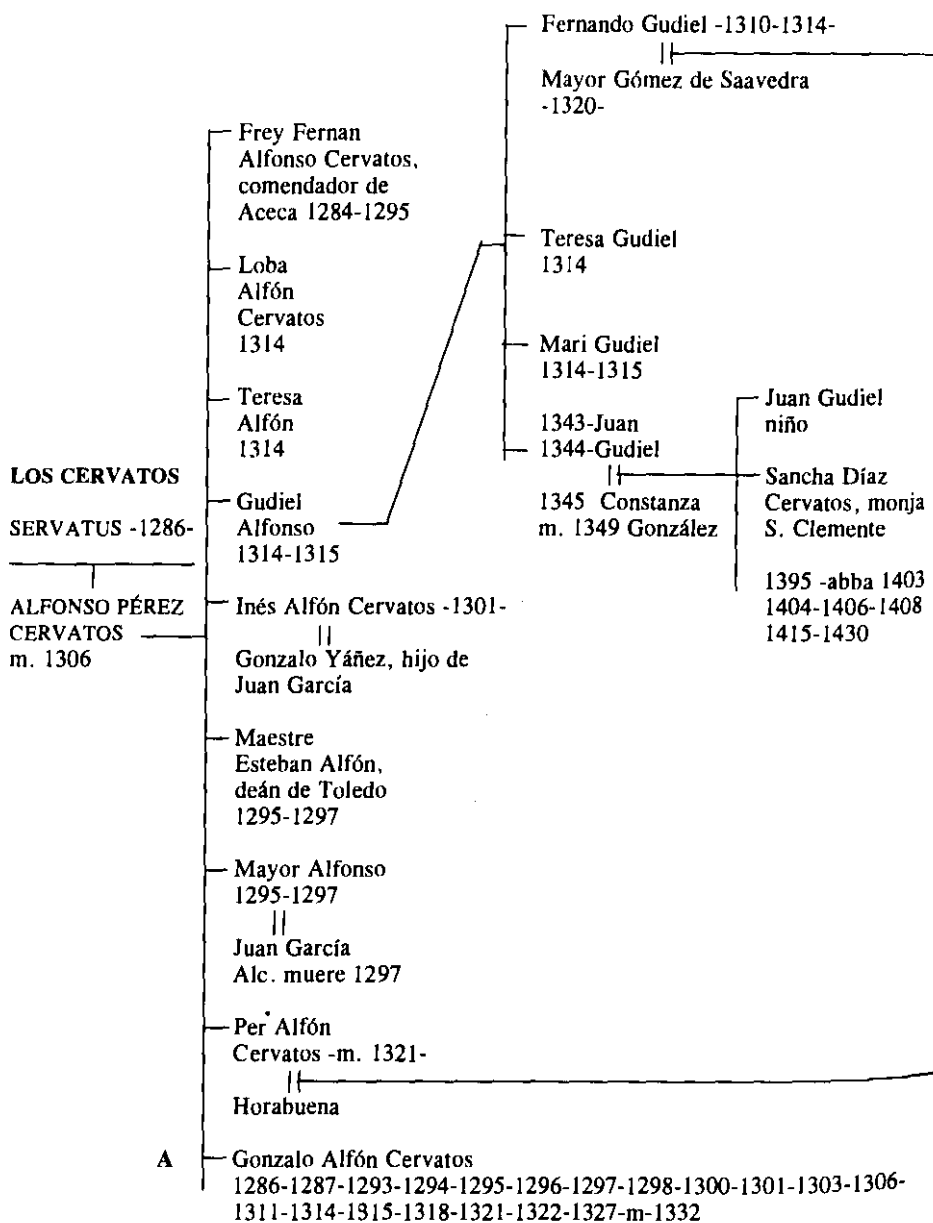 LOS CERVATOS
SERVATUS -1286-
ALFONSO PÉREZ
CERVATOS
m. 1306
Frey Fernan
Alfonso Cervatos,
comendador de
Aceca 1284-1295
Loba
Alfón
Cervatos
1314
Teresa
Alfón
1314
Gudiel
Alfonso
1314-1315
Inés Alfón Cervatos -1301-
Gonzalo Yáñez, hijo de
Juan García
Maestre
Esteban Alfón,
deán de Toledo
1295-1297
Mayor Alfonso
1295-1297
Juan García
Alc. muere 1297
Per Alfón
Cervatos -m. 1321-
Horabuena
A
Gonzalo Alfón Cervatos
1286-1287-1293-1294-1295-1296-1297-1298-1300-1301-1303-1306-
1311-1314-1315-1318-1321-1322-1327-m-1332
Fernando Gudiel -1310-1314-
Mayor Gómez de Saavedra
-1320-
Teresa Gudiel
1314
Mari Gudiel
1314-1315
1343-Juan
1344-Gudiel
1345 Constanza
m. 1349 González
Juan Gudiel
niño
Sancha Díaz
Cervatos, monja
S. Clemente
1395 -abba 1403
1404-1406-1408
1415-1430